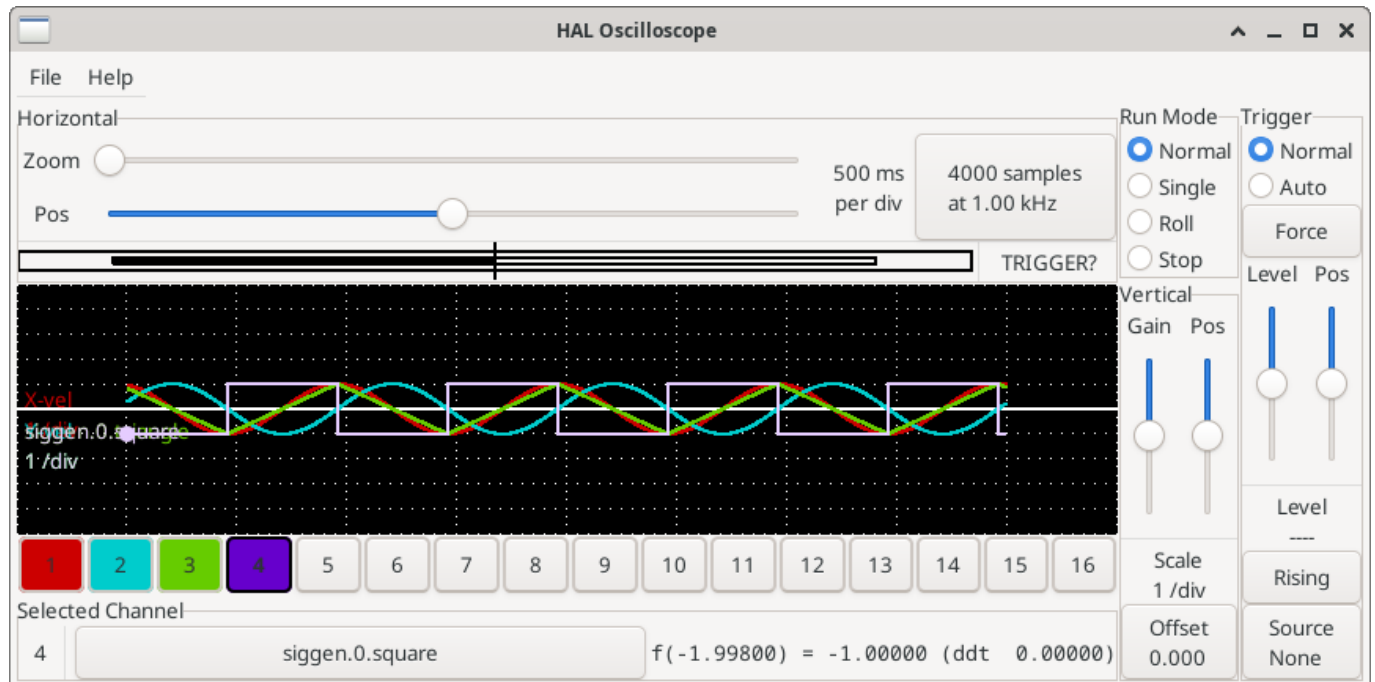 HAL Oscilloscope
File Help
Horizontal
Zoom
Pos
500 ms
per div
4000 samples
at 1.00 kHz
TRIGGER?
Run Mode
Normal
Single
Roll
Stop
Trigger
Normal
Auto
Force
Level Pos
Level
----
Rising
Source
None
Vertical
Gain Pos
Scale
1 /div
Offset
0.000
X-vel
siggen.0.square
1 /div
1 2 3 4 5 6 7 8 9 10 11 12 13 14 15 16
Selected Channel
4 siggen.0.square f(-1.99800) = -1.00000 (ddt 0.00000)